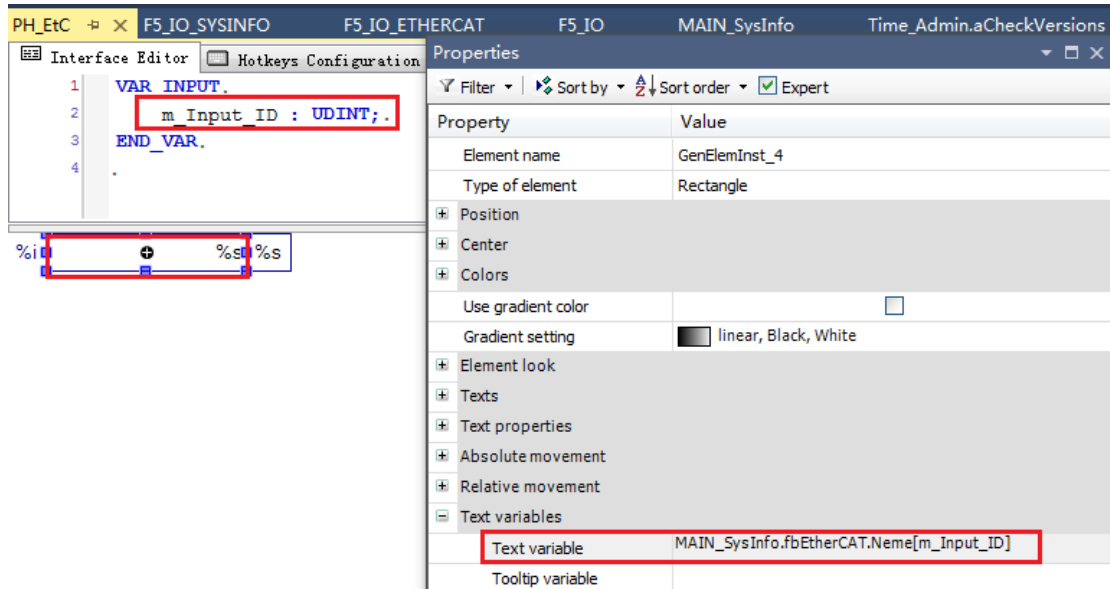 PH_EtC F5_IO_SYSINFO F5_IO_ETHERCAT F5_IO MAIN_SysInfo Time_Admin.aCheckVersions
Interface Editor Hotkeys Configuration
Properties
Filter Sort by Sort order Expert
Property Value
1 VAR_INPUT
2 m_Input_ID : UDINT;
3 END_VAR
4
%i %s %s
Element name GenElemInst_4
Type of element Rectangle
Position
Center
Colors
Use gradient color
Gradient setting linear, Black, White
Element look
Texts
Text properties
Absolute movement
Relative movement
Text variables
Text variable MAIN_SysInfo.fbEtherCAT.Neme[m_Input_ID]
Tooltip variable